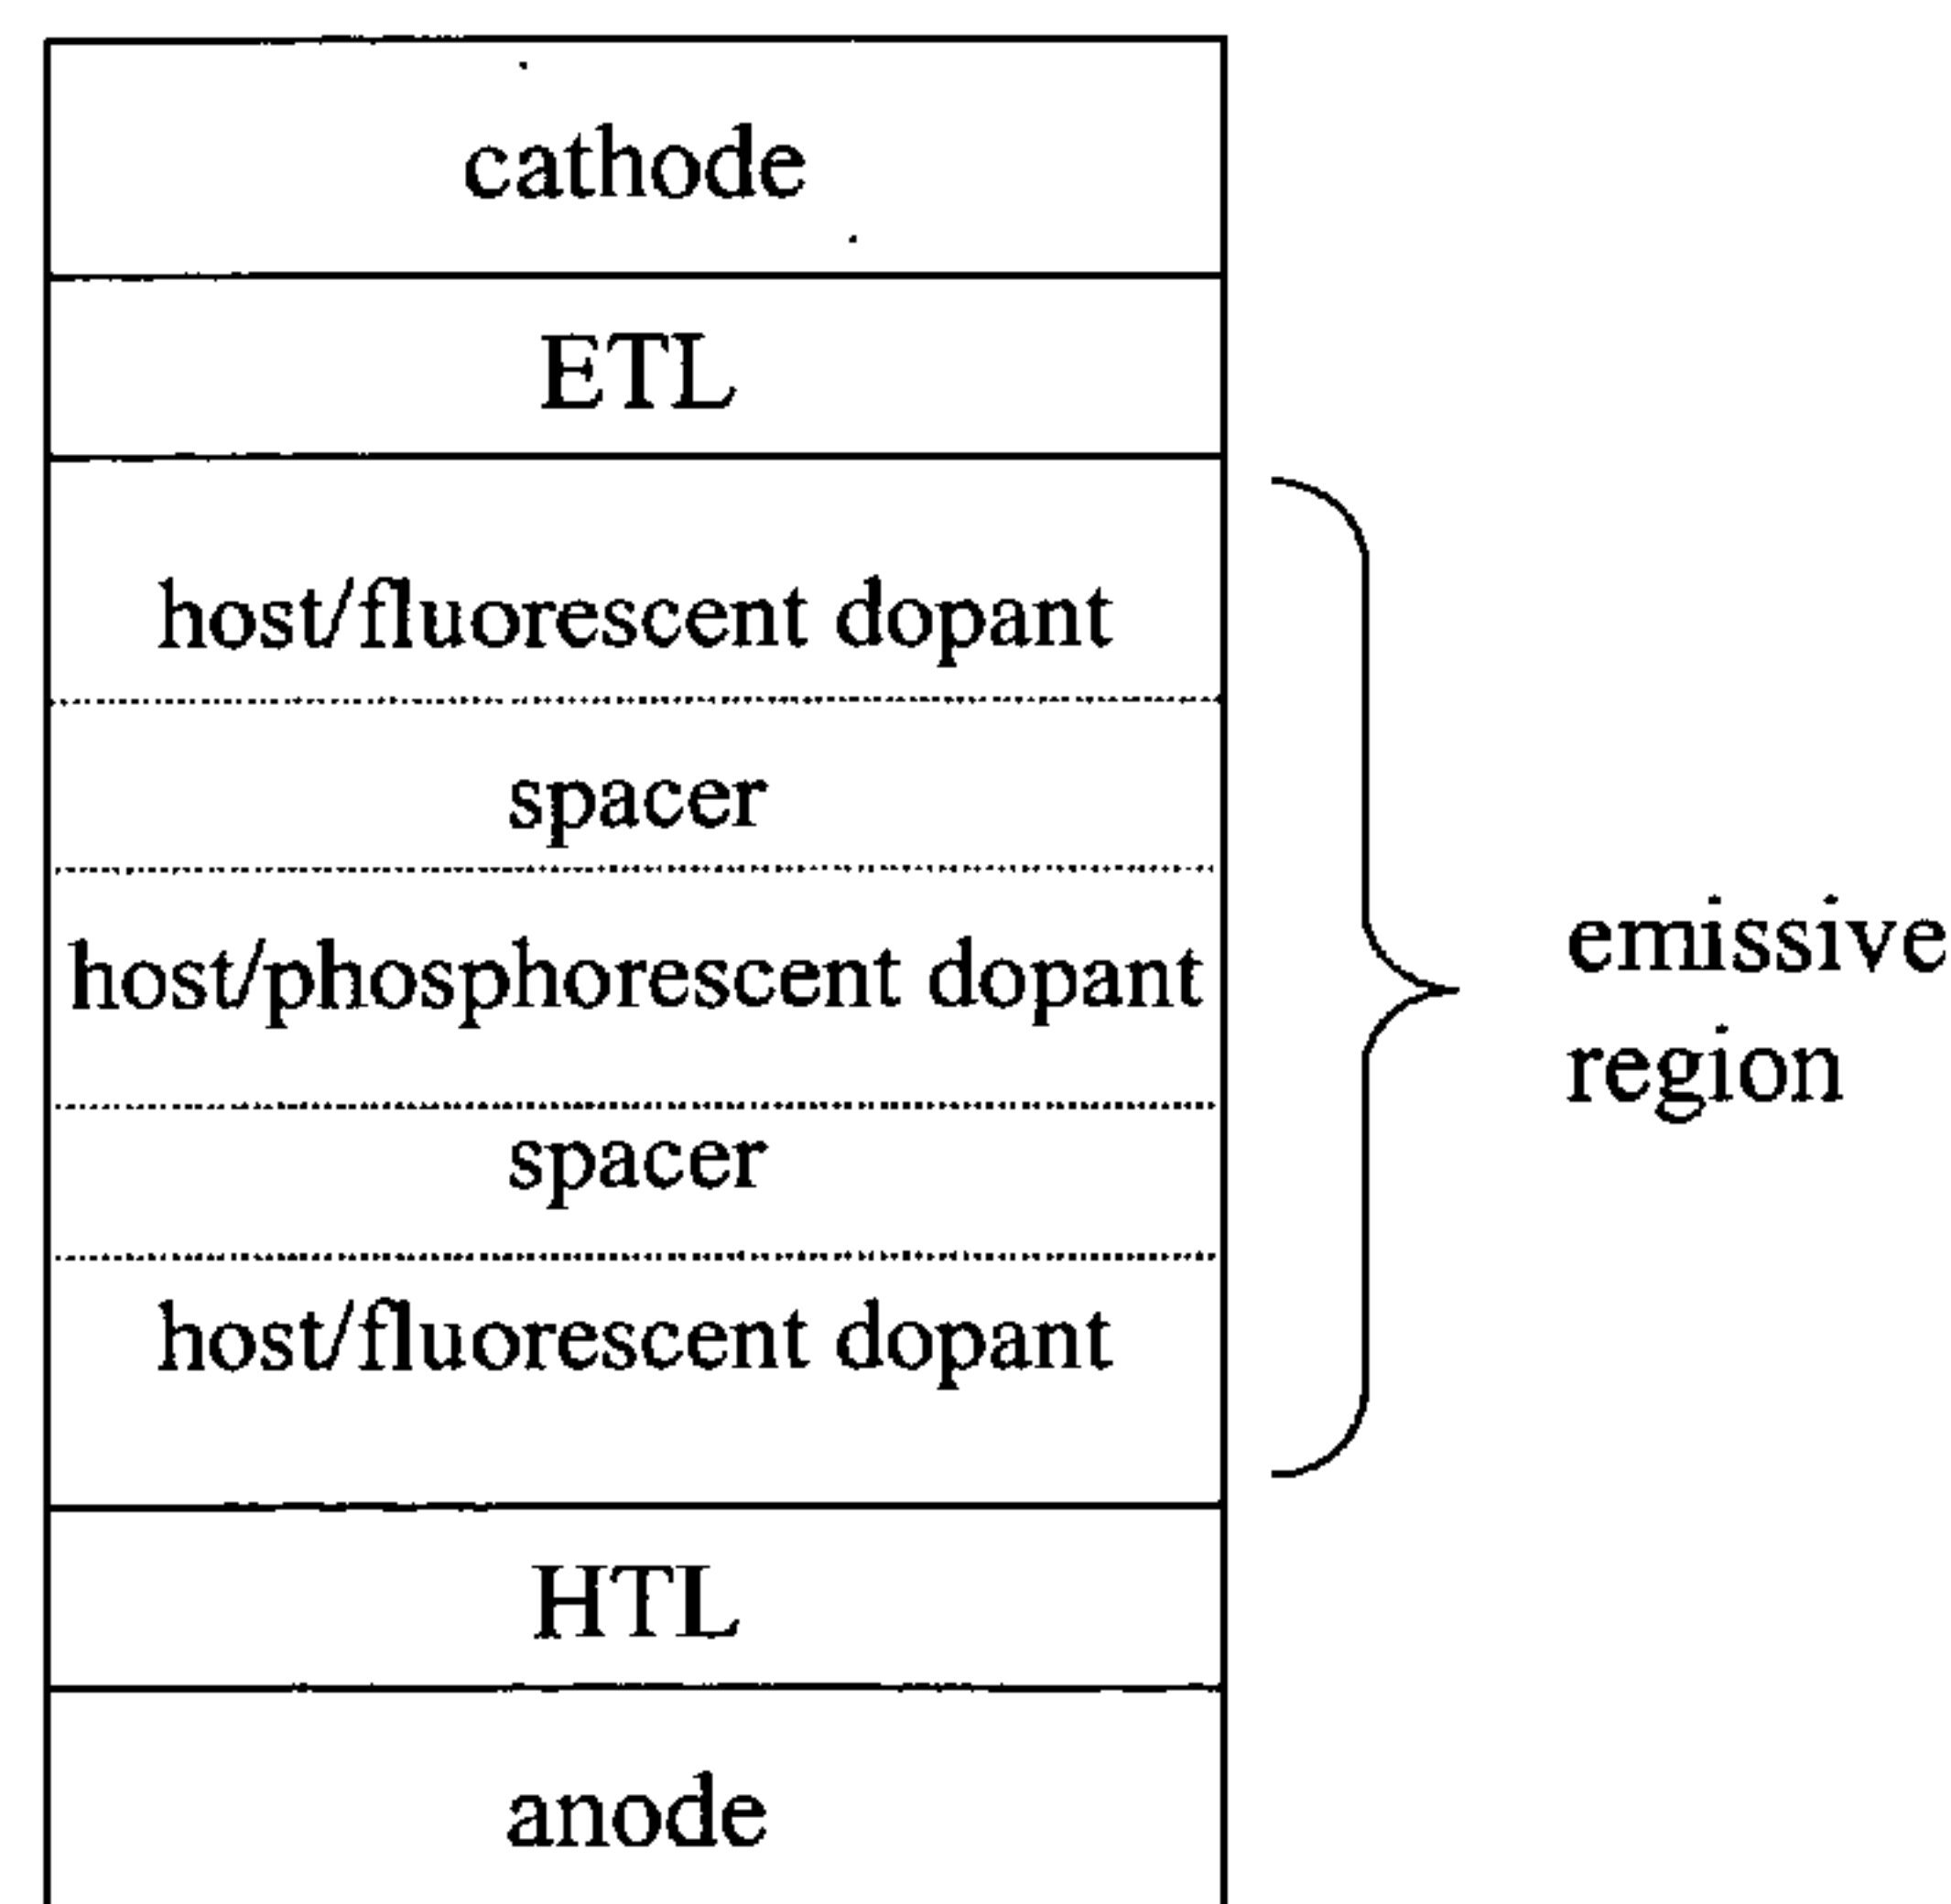 cathode
ETL
host/fluorescent dopant
spacer
host/phosphorescent dopant
spacer
host/fluorescent dopant
HTL
anode
emissive
region